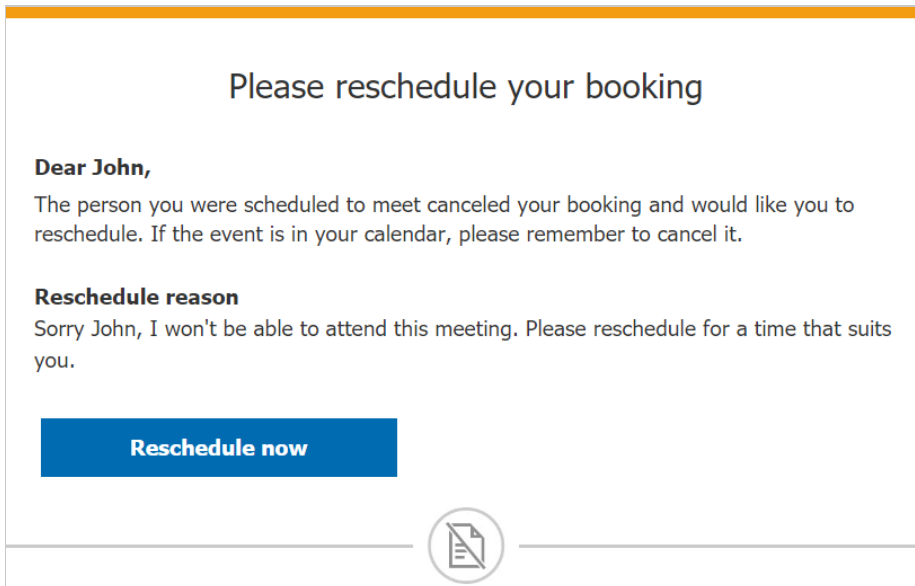 Please reschedule your booking
Dear John,
The person you were scheduled to meet canceled your booking and would like you to
reschedule. If the event is in your calendar, please remember to cancel it.
Reschedule reason
Sorry John, I won't be able to attend this meeting. Please reschedule for a time that suits
you.
Reschedule now